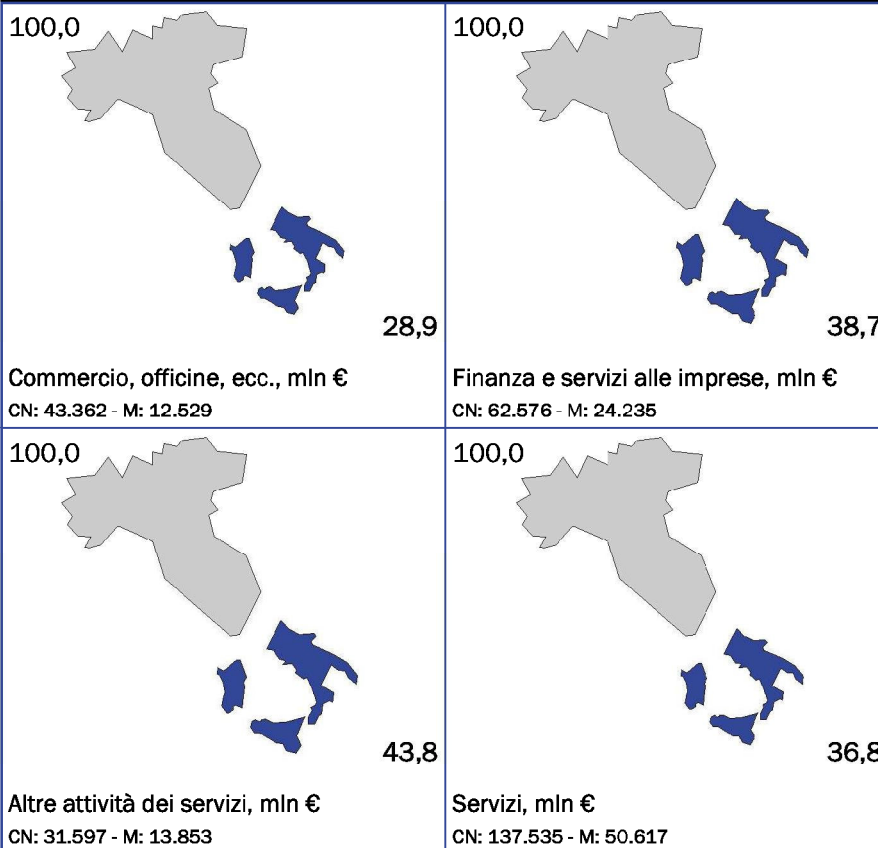 100,0
28,9
Commercio, officine, ecc., mln €
CN: 43.362 - M: 12.529
100,0
38,7
Finanza e servizi alle imprese, mln €
CN: 62.576 - M: 24.235
100,0
43,8
Altre attività dei servizi, mln €
CN: 31.597 - M: 13.853
100,0
36,8
Servizi, mln €
CN: 137.535 - M: 50.617